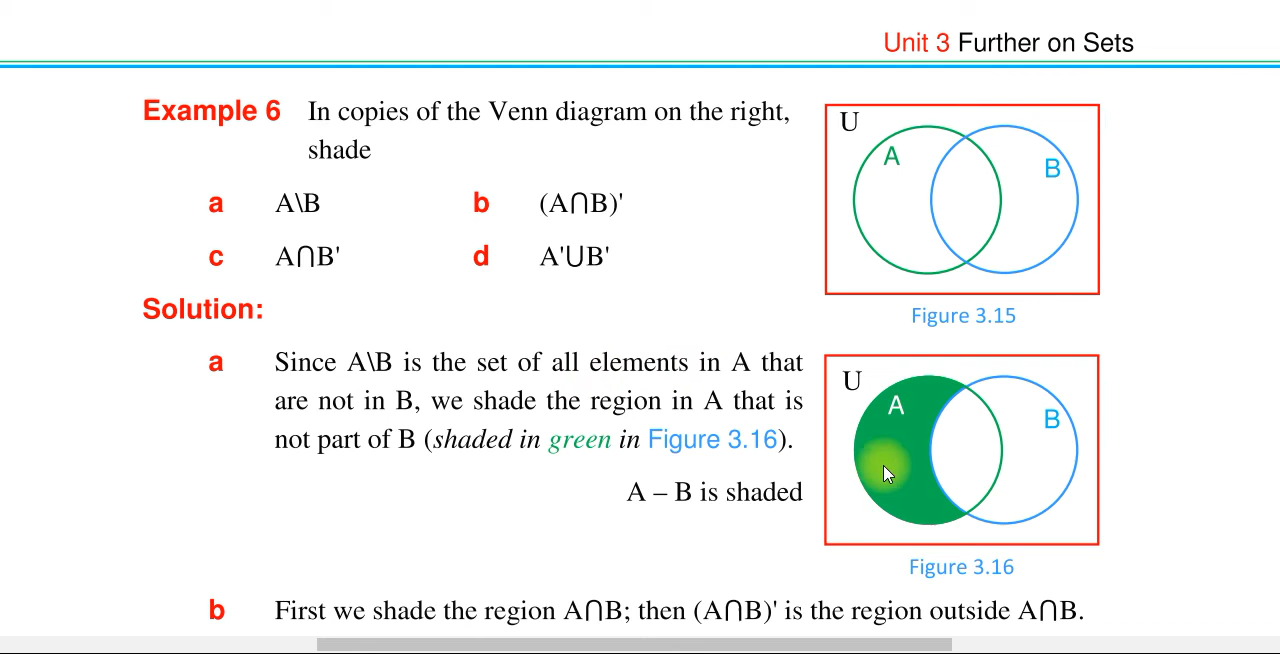 Unit 3 Further on Sets
Example 6 In copies of the Venn diagram on the right,
shade
a A\B b (A⋂B)'
c A⋂B' d A'⋃B'
U
A
B
Figure 3.15
Solution:
a Since A\B is the set of all elements in A that
are not in B, we shade the region in A that is
not part of B (shaded in green in Figure 3.16).
A – B is shaded
U
A
B
Figure 3.16
b First we shade the region A⋂B; then (A⋂B)' is the region outside A⋂B.